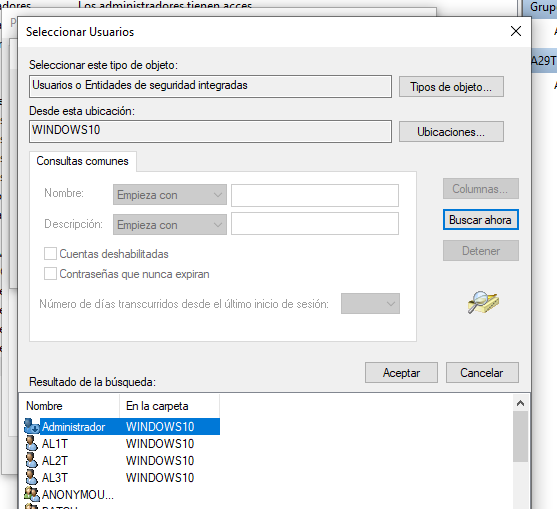 Los administradores tienen acces
Grupo
Seleccionar Usuarios
Seleccionar este tipo de objeto:
Usuarios o Entidades de seguridad integradas
Tipos de objeto...
A29T
Desde esta ubicación:
WINDOWS10
Ubicaciones...
Consultas comunes
Nombre:
Empieza con
Columnas...
Descripción:
Empieza con
Buscar ahora
Cuentas deshabilitadas
Detener
Contraseñas que nunca expiran
Número de días transcurridos desde el último inicio de sesión:
Aceptar
Cancelar
Resultado de la búsqueda:
Nombre En la carpeta
Administrador WINDOWS10
AL1T WINDOWS10
AL2T WINDOWS10
AL3T WINDOWS10
ANONYMOU...